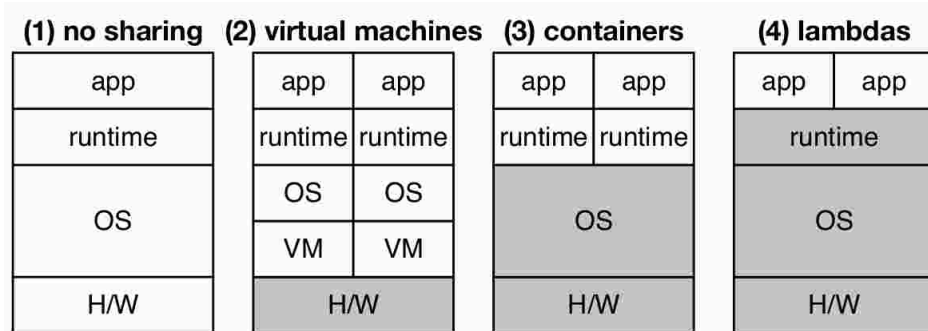 (1) no sharing (2) virtual machines (3) containers (4) lambdas
app app app app app app app
runtime runtime runtime runtime runtime runtime
OS OS OS OS OS
VM VM
H/W H/W H/W H/W